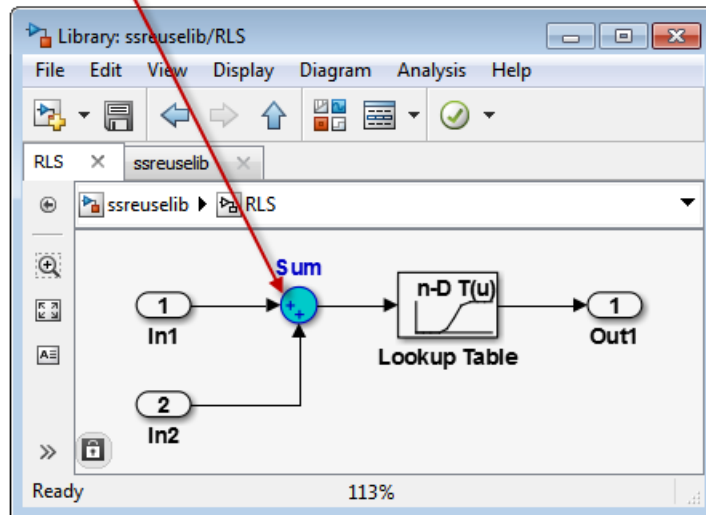 Library: ssreuselib/RLS
File Edit View Display Diagram Analysis Help
RLS ssreuselib
ssreuselib RLS
Sum
n-D T(u)
1
1
In1
Lookup Table
Out1
2
In2
Ready 113%